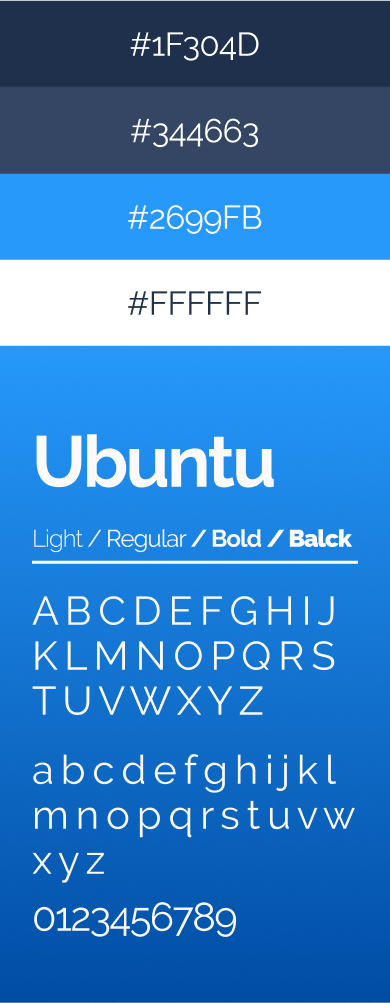 #1F304D
#344663
#2699FB
#FFFFFF
Ubuntu
Light / Regular / Bold / Balck
A B C D E F G H I J
K L M N O P Q R S
T U V W X Y Z
a b c d e f g h i j k l
m n o p q r s t u v w
x y z
0123456789